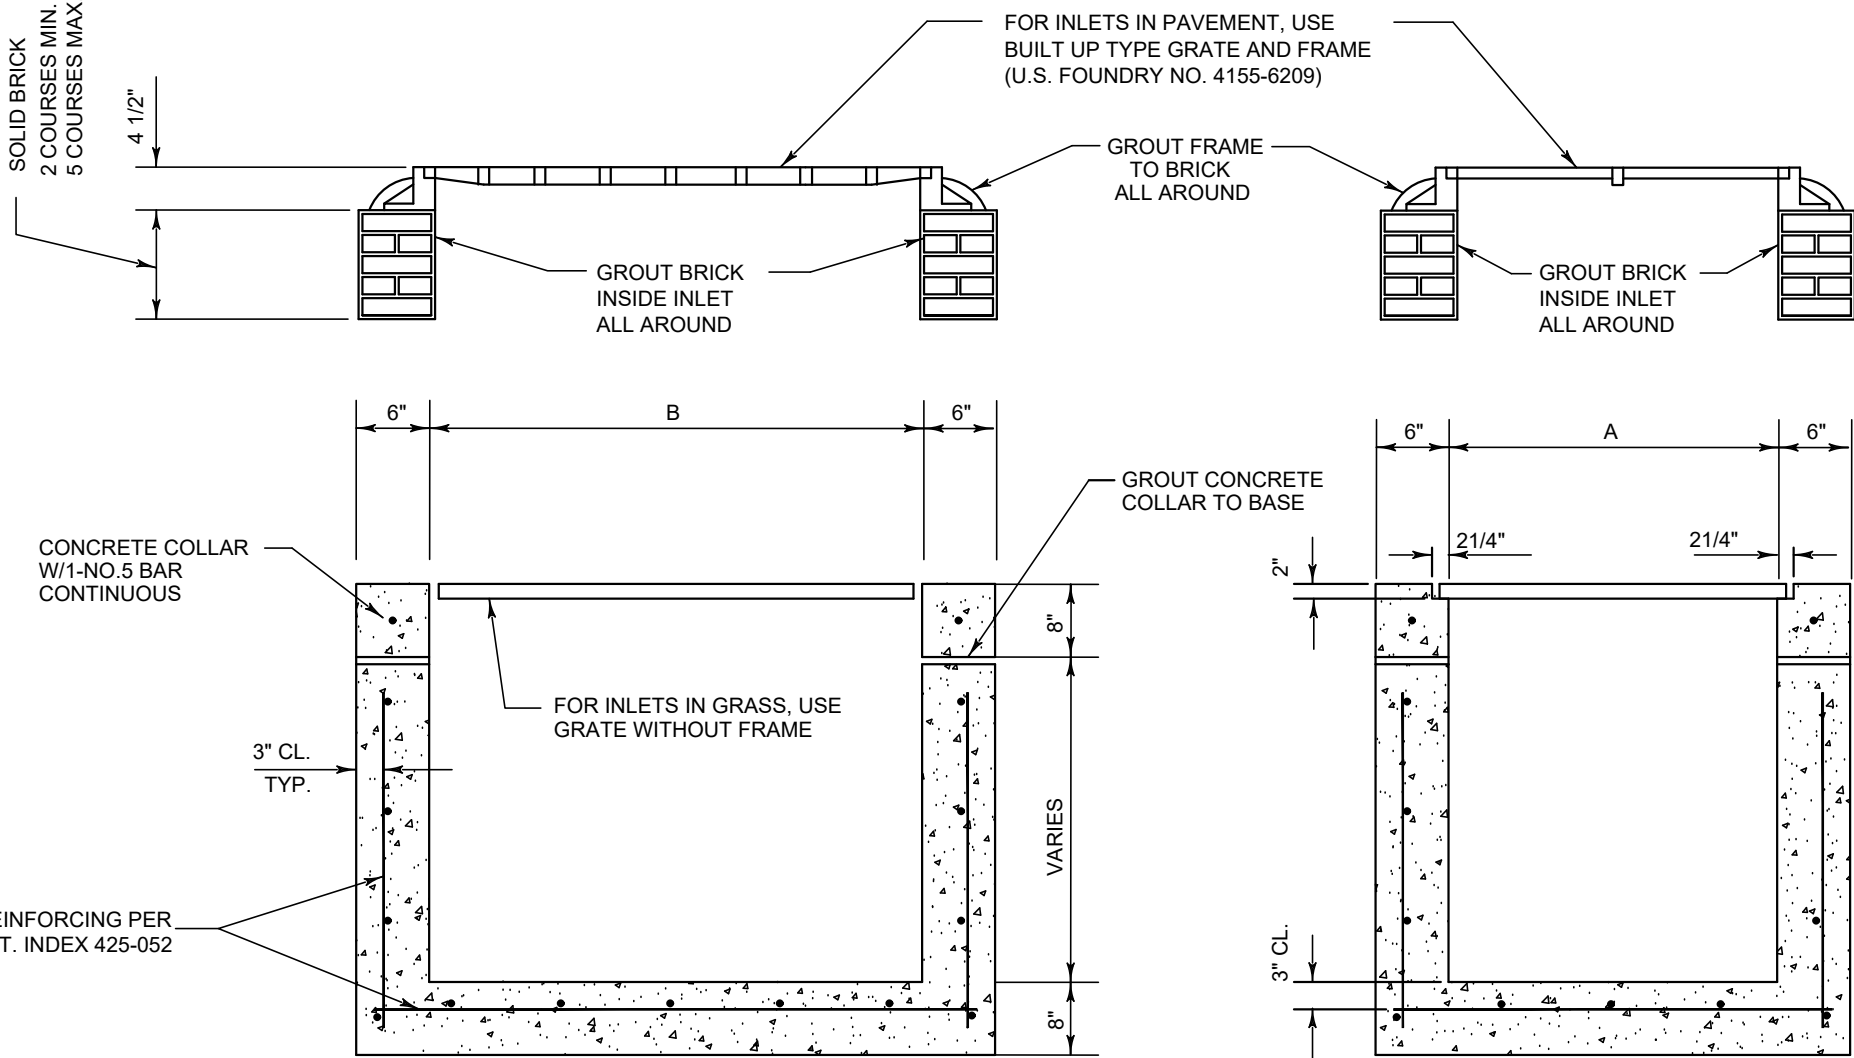 SOLID BRICK
2 COURSES MIN.
5 COURSES MAX
4 1/2"
FOR INLETS IN PAVEMENT, USE
BUILT UP TYPE GRATE AND FRAME
(U.S. FOUNDRY NO. 4155-6209)
GROUT FRAME
TO BRICK
ALL AROUND
GROUT BRICK
INSIDE INLET
ALL AROUND
GROUT BRICK
INSIDE INLET
ALL AROUND
6"
B
6"
6"
A
6"
GROUT CONCRETE
COLLAR TO BASE
CONCRETE COLLAR
W/1-NO.5 BAR
CONTINUOUS
8"
2"
21/4"
21/4"
FOR INLETS IN GRASS, USE
GRATE WITHOUT FRAME
3" CL.
TYP.
VARIES
EINFORCING PER
T. INDEX 425-052
8"
3" CL.